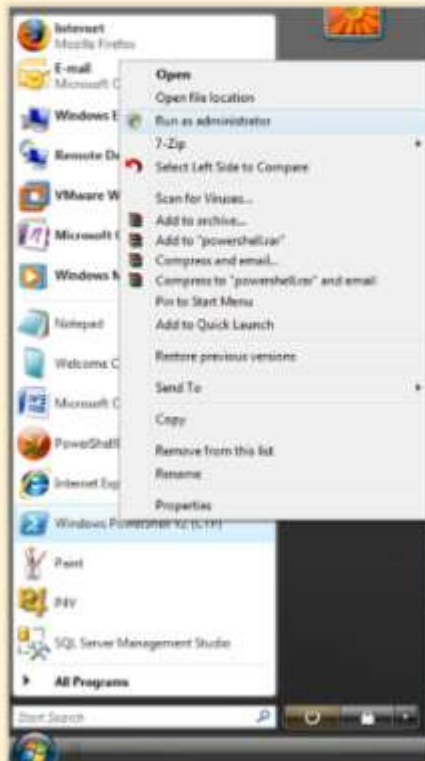 Internet
Mozilla Firefox
E-mail
Microsoft O
Windows E
Remote De
VMware W
Microsoft
Windows M
Notepad
Welcome C
Microsoft O
PowerShell
Internet Exp
Windows PowerShell V2 (CTP)
Paint
P4V
SQL Server Management Studio
All Programs
Start Search
Open
Open file location
Run as administrator
7-Zip
Select Left Side to Compare
Scan for Viruses...
Add to archive...
Add to "powershell.rar"
Compress and email...
Compress to "powershell.rar" and email
Pin to Start Menu
Add to Quick Launch
Restore previous versions
Send To
Copy
Remove from this list
Rename
Properties